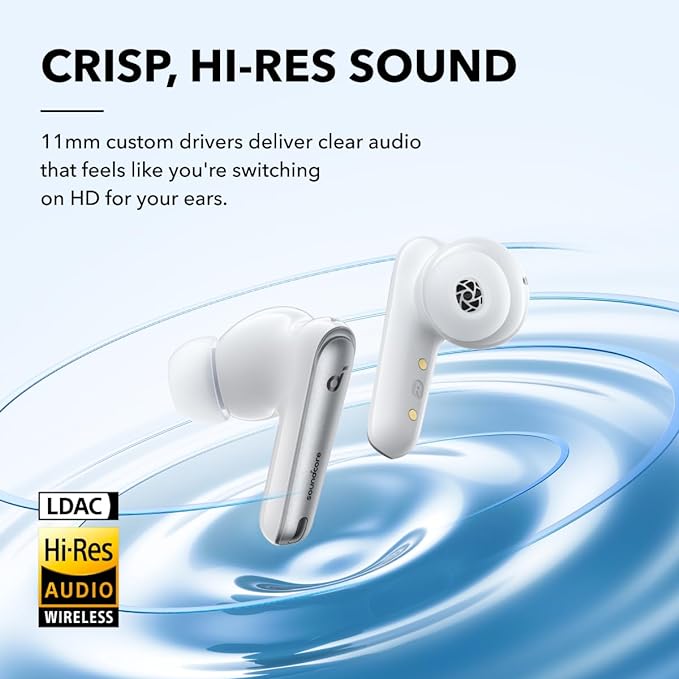 CRISP, HI-RES SOUND
11mm custom drivers deliver clear audio
that feels like you're switching
on HD for your ears.
soundcore
LDAC
Hi-Res
AUDIO
WIRELESS